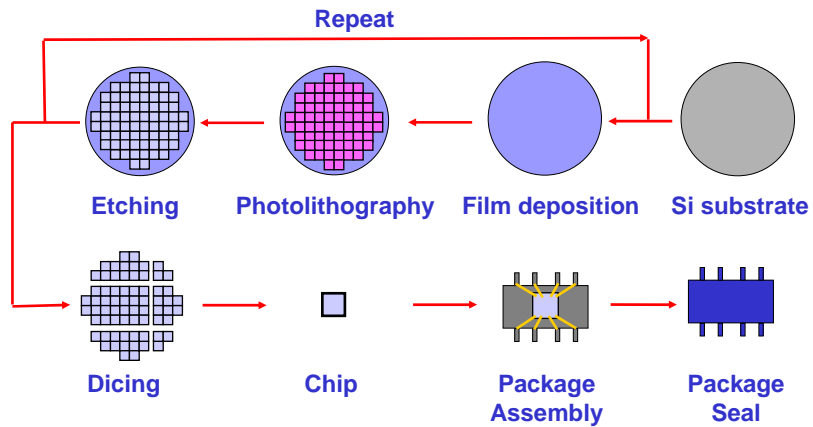 Repeat
Etching
Photolithography
Film deposition
Si substrate
Dicing
Chip
Package
Assembly
Package
Seal